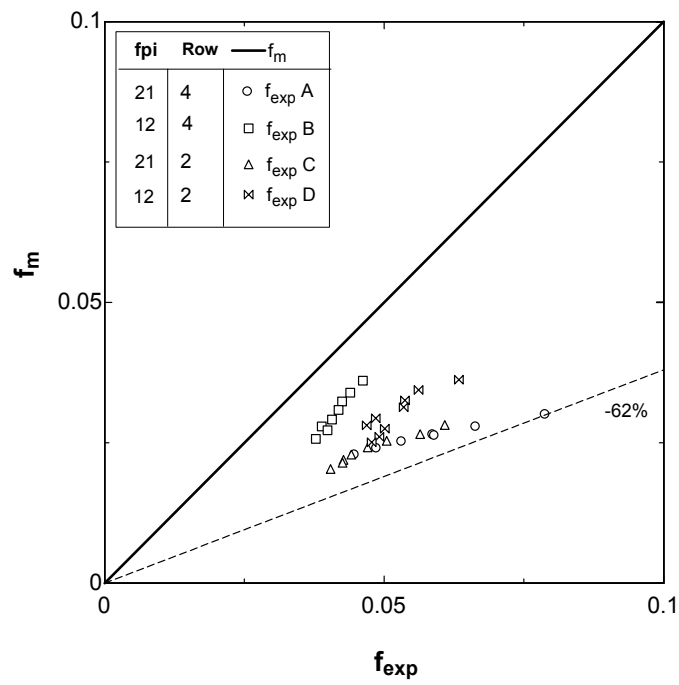 0.1
fpi Row f_m
21 4 f_exp A
12 4 f_exp B
21 2 f_exp C
12 2 f_exp D
f_m
0.05
-62%
0
0 0.05 0.1
f_exp